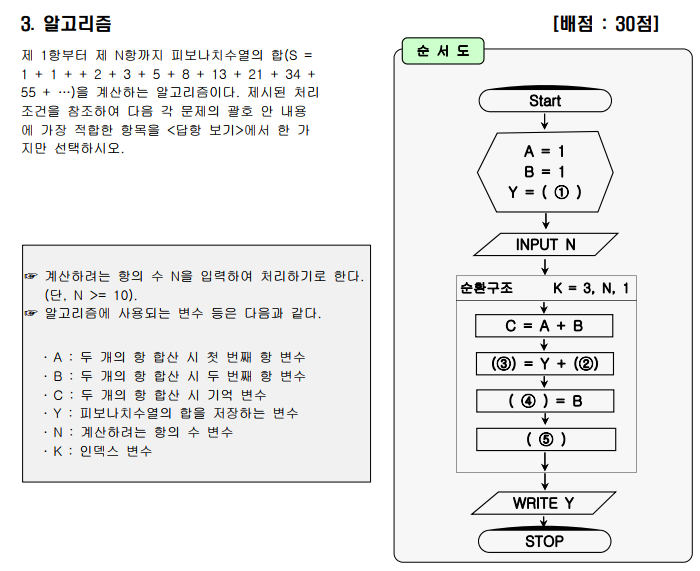 3. 알고리즘
[배점 : 30점]
제 1항부터 제 N항까지 피보나치수열의 합(S =
1 + 1 + + 2 + 3 + 5 + 8 + 13 + 21 + 34 +
55 + …)을 계산하는 알고리즘이다. 제시된 처리
조건을 참조하여 다음 각 문제의 괄호 안 내용
에 가장 적합한 항목을 <답항 보기>에서 한 가
지만 선택하시오.
☞ 계산하려는 항의 수 N을 입력하여 처리하기로 한다.
(단, N >= 10).
☞ 알고리즘에 사용되는 변수 등은 다음과 같다.
· A : 두 개의 항 합산 시 첫 번째 항 변수
· B : 두 개의 항 합산 시 두 번째 항 변수
· C : 두 개의 항 합산 시 기억 변수
· Y : 피보나치수열의 합을 저장하는 변수
· N : 계산하려는 항의 수 변수
· K : 인덱스 변수
순 서 도
Start
A = 1
B = 1
Y = ( ① )
INPUT N
순환구조 K = 3, N, 1
C = A + B
(③) = Y + (②)
( ④ ) = B
( ⑤ )
WRITE Y
STOP